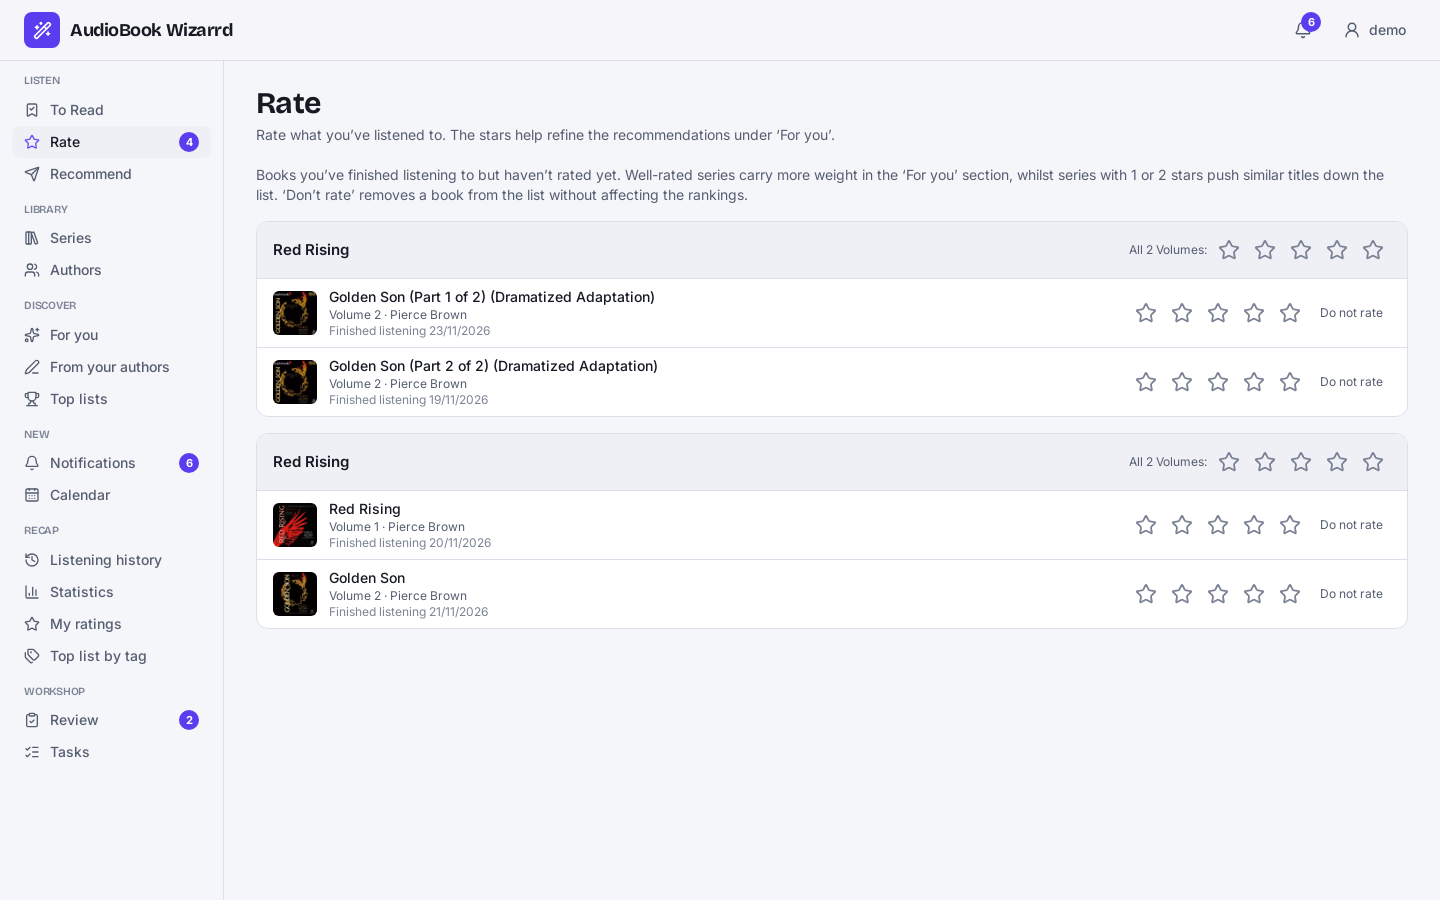 AudioBook Wizarrd
6
demo
LISTEN
To Read
Rate
4
Recommend
LIBRARY
Series
Authors
DISCOVER
For you
From your authors
Top lists
NEW
Notifications
6
Calendar
RECAP
Listening history
Statistics
My ratings
Top list by tag
WORKSHOP
Review
2
Tasks
Rate
Rate what you’ve listened to. The stars help refine the recommendations under ‘For you’.
Books you’ve finished listening to but haven’t rated yet. Well-rated series carry more weight in the ‘For you’ section, whilst series with 1 or 2 stars push similar titles down the
list. ‘Don’t rate’ removes a book from the list without affecting the rankings.
Red Rising
All 2 Volumes:
Golden Son (Part 1 of 2) (Dramatized Adaptation)
Volume 2 · Pierce Brown
Finished listening 23/11/2026
Do not rate
Golden Son (Part 2 of 2) (Dramatized Adaptation)
Volume 2 · Pierce Brown
Finished listening 19/11/2026
Do not rate
Red Rising
All 2 Volumes:
Red Rising
Volume 1 · Pierce Brown
Finished listening 20/11/2026
Do not rate
Golden Son
Volume 2 · Pierce Brown
Finished listening 21/11/2026
Do not rate